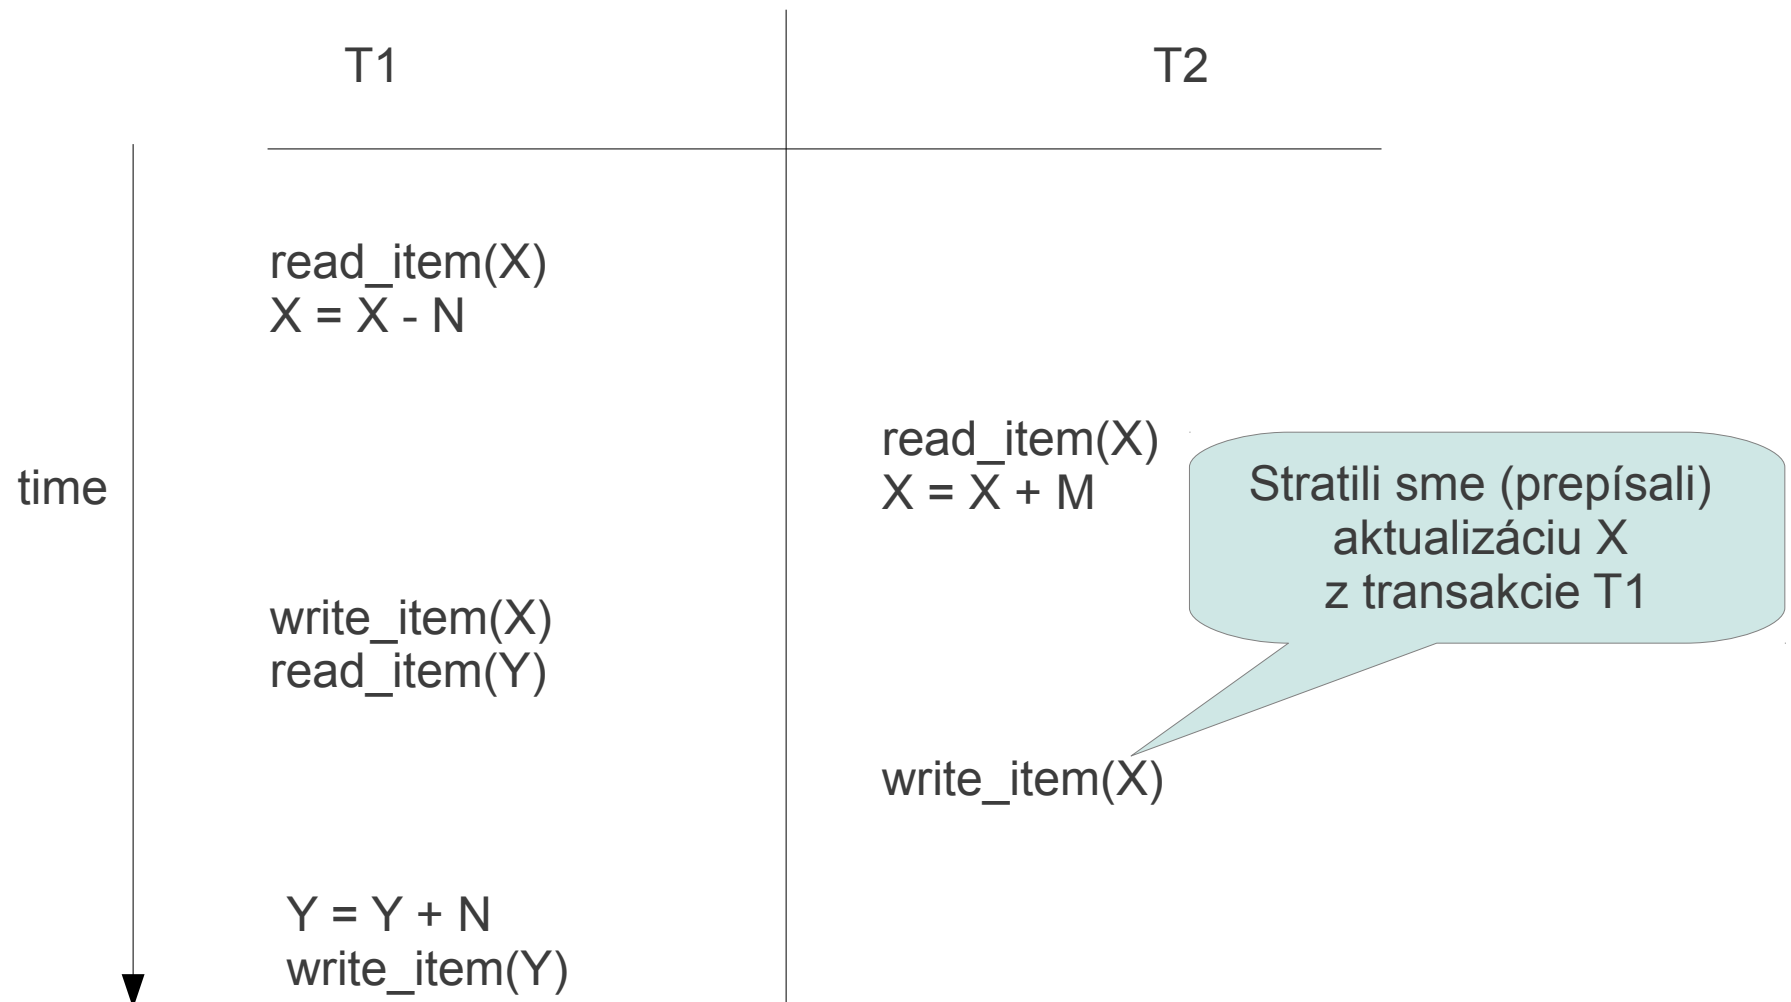 T1
T2
read_item(X)
X = X - N
read_item(X)
X = X + M
time
Stratili sme (prepísali)
aktualizáciu X
z transakcie T1
write_item(X)
read_item(Y)
write_item(X)
Y = Y + N
write_item(Y)